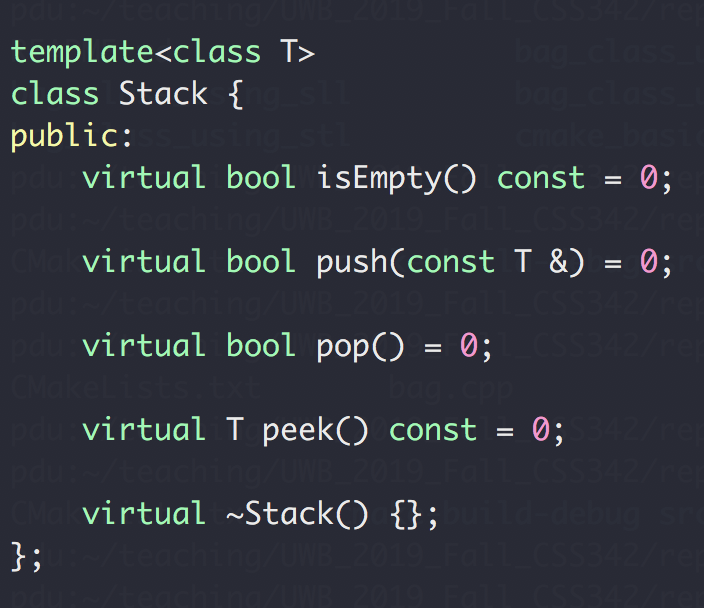 template<class T>
class Stack {
public:
    virtual bool isEmpty() const = 0;
    virtual bool push(const T &) = 0;
    virtual bool pop() = 0;
    virtual T peek() const = 0;
    virtual ~Stack() {};
};